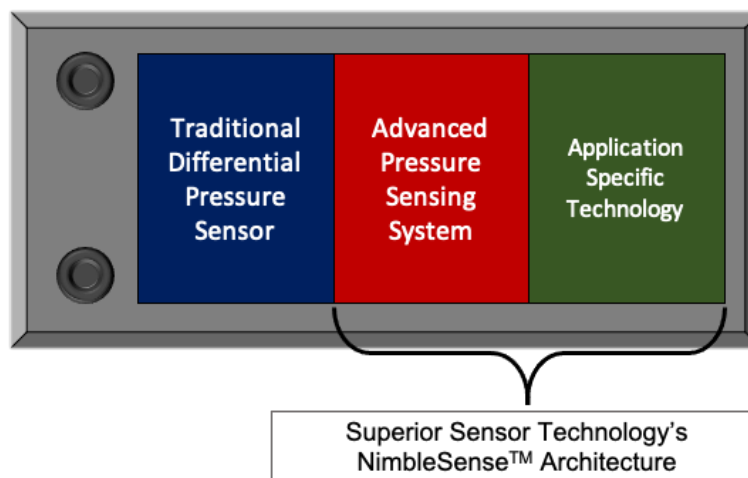 Traditional
Differential
Pressure
Sensor
Advanced
Pressure
Sensing
System
Application
Specific
Technology
Superior Sensor Technology’s
NimbleSense™ Architecture